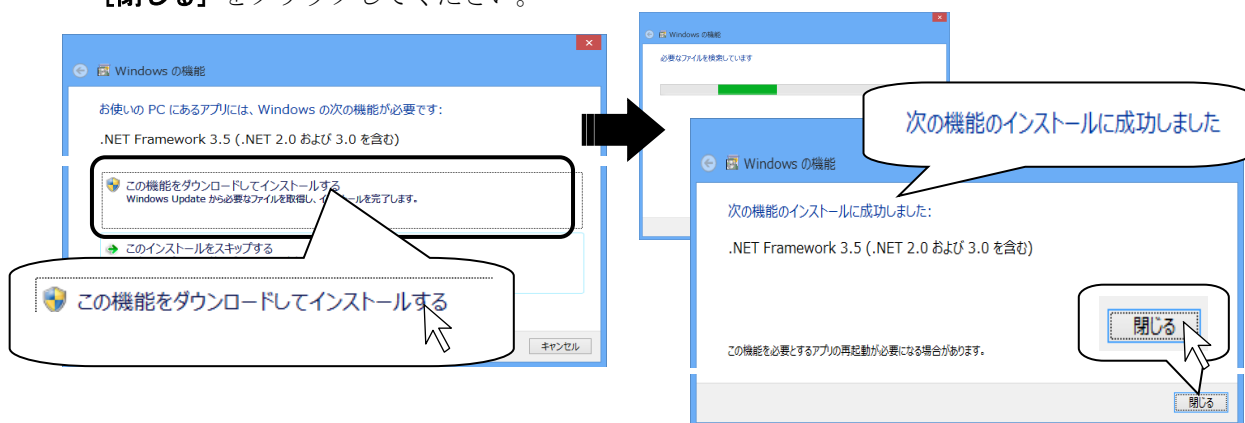 [閉じる] をクリックしてください。
Windows の機能
お使いの PC にあるアプリには、Windows の次の機能が必要です:
.NET Framework 3.5 (.NET 2.0 および 3.0 を含む)
この機能をダウンロードしてインストールする
Windows Update から必要なファイルを取得し、インストールを完了します。
このインストールをスキップする
この機能をダウンロードしてインストールする
キャンセル
Windows の機能
必要なファイルを検索しています
次の機能のインストールに成功しました
Windows の機能
次の機能のインストールに成功しました:
.NET Framework 3.5 (.NET 2.0 および 3.0 を含む)
閉じる
この機能を必要とするアプリの再起動が必要になる場合があります。
閉じる